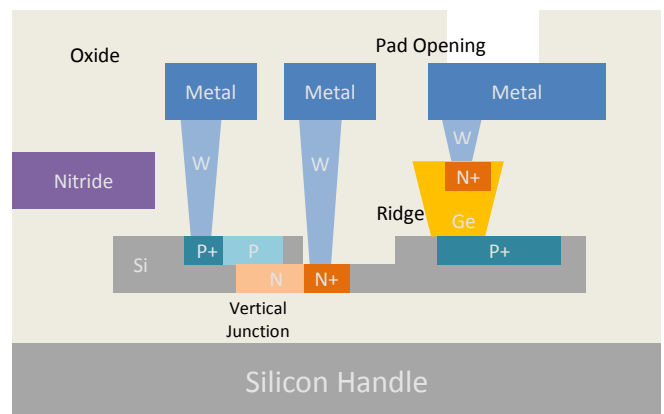 Pad Opening
Oxide
Metal
Metal
Metal
W
W
W
Nitride
N+
Ridge
Ge
Si
P+
P
P+
N
N+
Vertical
Junction
Silicon Handle